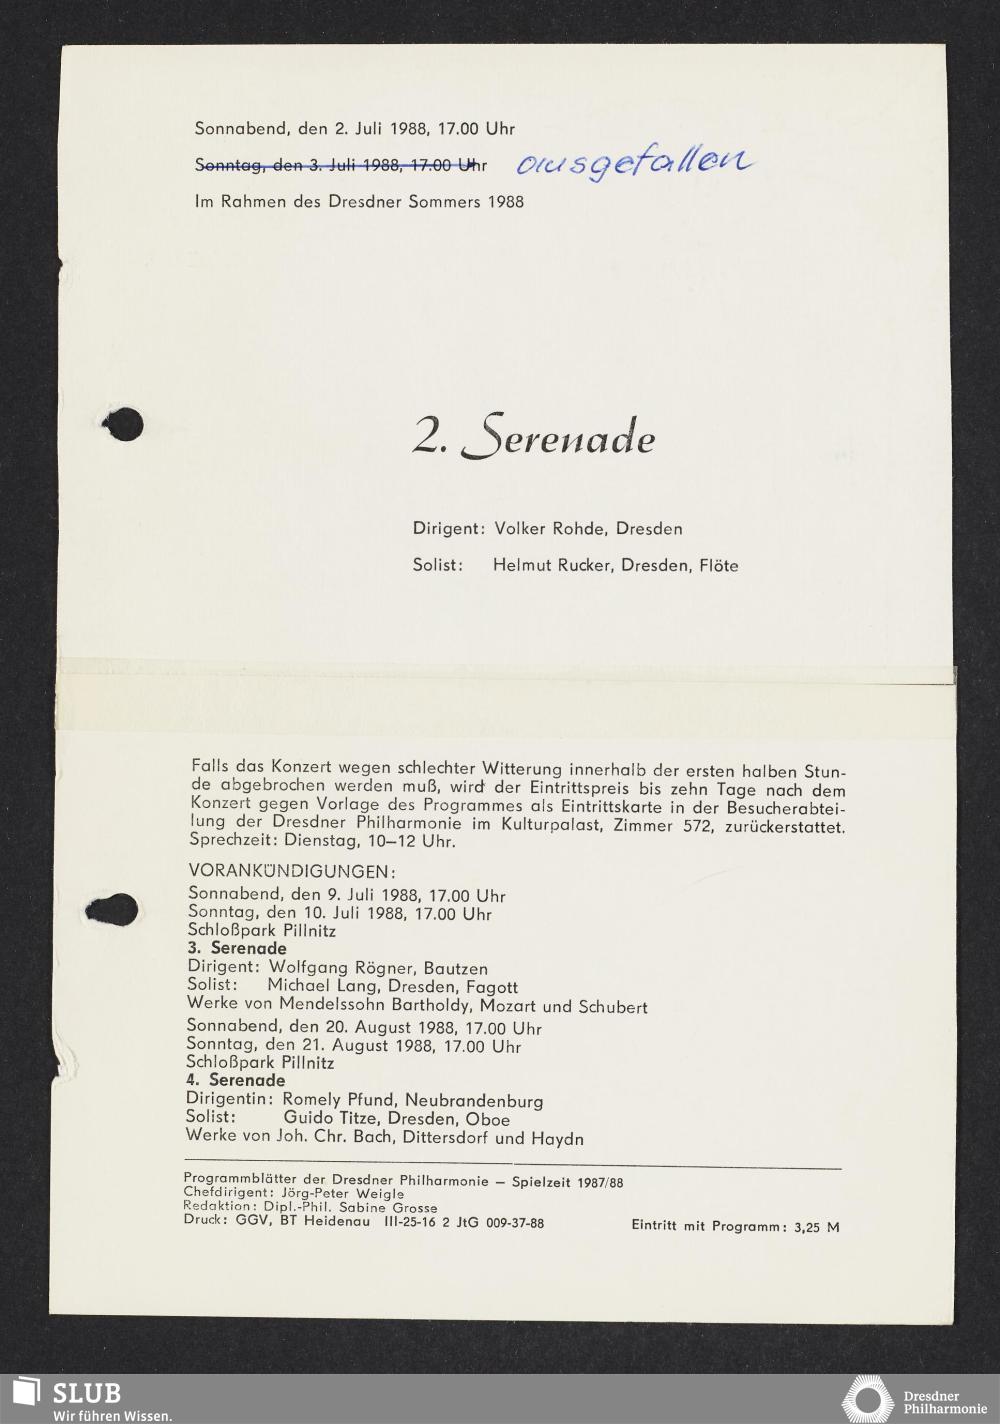 Sonnabend, den 2. Juli 1988, 17.00 Uhr
Sonntag, den 3. Juli 1988, 17.00 Uhr ausgefallen
Im Rahmen des Dresdner Sommers 1988
2. Serenade
Dirigent: Volker Rohde, Dresden
Solist: Helmut Rucker, Dresden, Flöte
Falls das Konzert wegen schlechter Witterung innerhalb der ersten halben Stun-
de abgebrochen werden muß, wird der Eintrittspreis bis zehn Tage nach dem
Konzert gegen Vorlage des Programmes als Eintrittskarte in der Besucherabtei-
lung der Dresdner Philharmonie im Kulturpalast, Zimmer 572, zurückerstattet.
Sprechzeit: Dienstag, 10–12 Uhr.
VORANKÜNDIGUNGEN:
Sonnabend, den 9. Juli 1988, 17.00 Uhr
Sonntag, den 10. Juli 1988, 17.00 Uhr
Schloßpark Pillnitz
3. Serenade
Dirigent: Wolfgang Rögner, Bautzen
Solist: Michael Lang, Dresden, Fagott
Werke von Mendelssohn Bartholdy, Mozart und Schubert
Sonnabend, den 20. August 1988, 17.00 Uhr
Sonntag, den 21. August 1988, 17.00 Uhr
Schloßpark Pillnitz
4. Serenade
Dirigentin: Romely Pfund, Neubrandenburg
Solist: Guido Titze, Dresden, Oboe
Werke von Joh. Chr. Bach, Dittersdorf und Haydn
Programmblätter der Dresdner Philharmonie – Spielzeit 1987/88
Chefdirigent: Jörg-Peter Weigle
Redaktion: Dipl.-Phil. Sabine Grosse
Druck: GGV, BT Heidenau III-25-16 2 JtG 009-37-88 Eintritt mit Programm: 3,25 M
SLUB
Wir führen Wissen.
Dresdner
Philharmonie